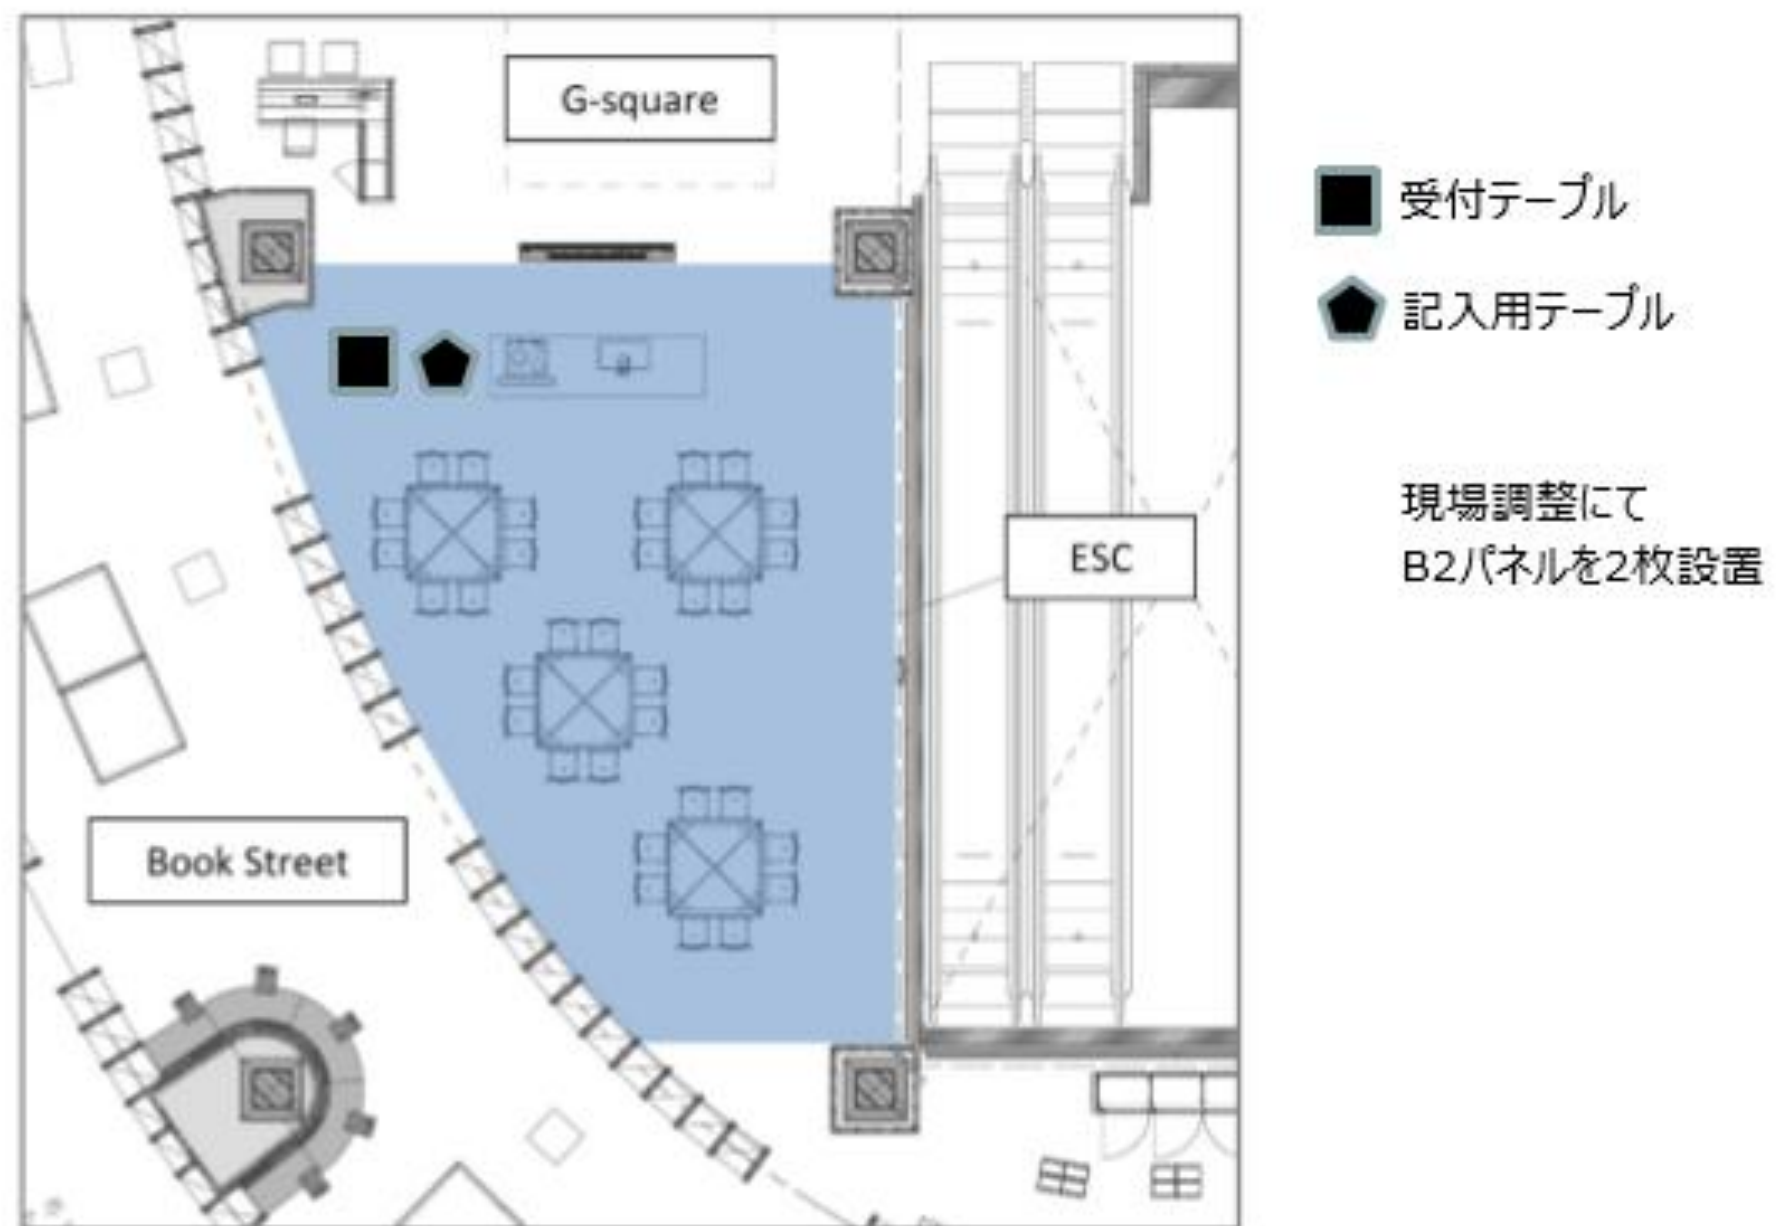 G-square
受付テーブル
記入用テーブル
現場調整にて
B2パネルを2枚設置
ESC
Book Street